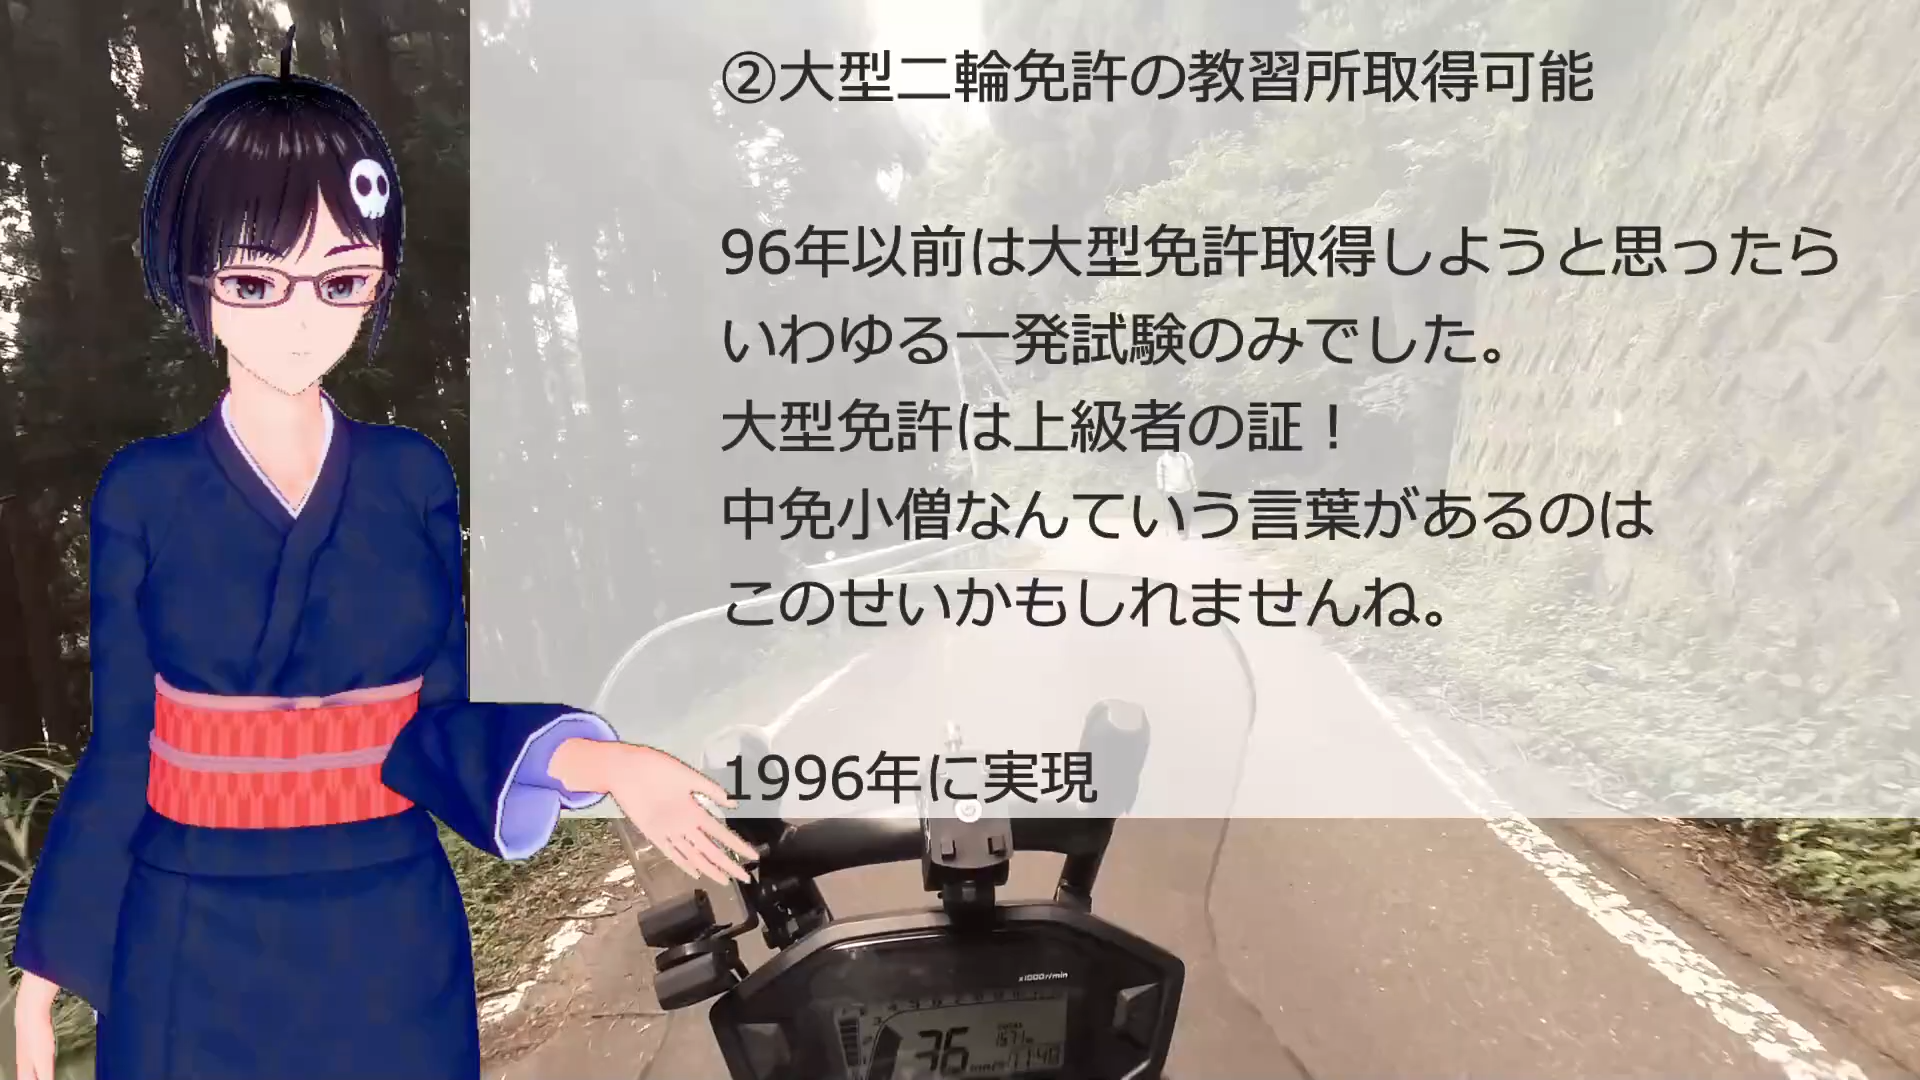 ②大型二輪免許の教習所取得可能
96年以前は大型免許取得しようと思ったら
いわゆる一発試験のみでした。
大型免許は上級者の証！
中免小僧なんていう言葉があるのは
このせいかもしれませんね。
1996年に実現
x1000r/min
36